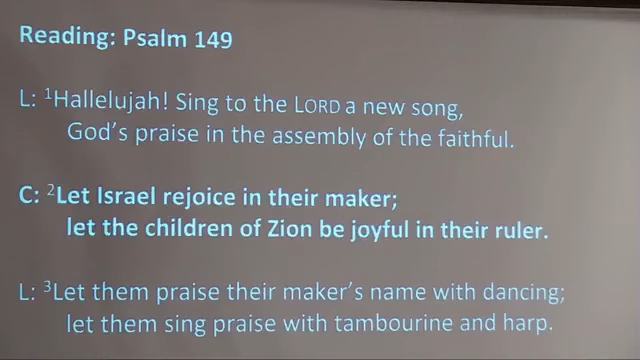 Reading: Psalm 149
L: ¹Hallelujah! Sing to the LORD a new song,
God's praise in the assembly of the faithful.
C: ²Let Israel rejoice in their maker;
let the children of Zion be joyful in their ruler.
L: ³Let them praise their maker's name with dancing;
let them sing praise with tambourine and harp.